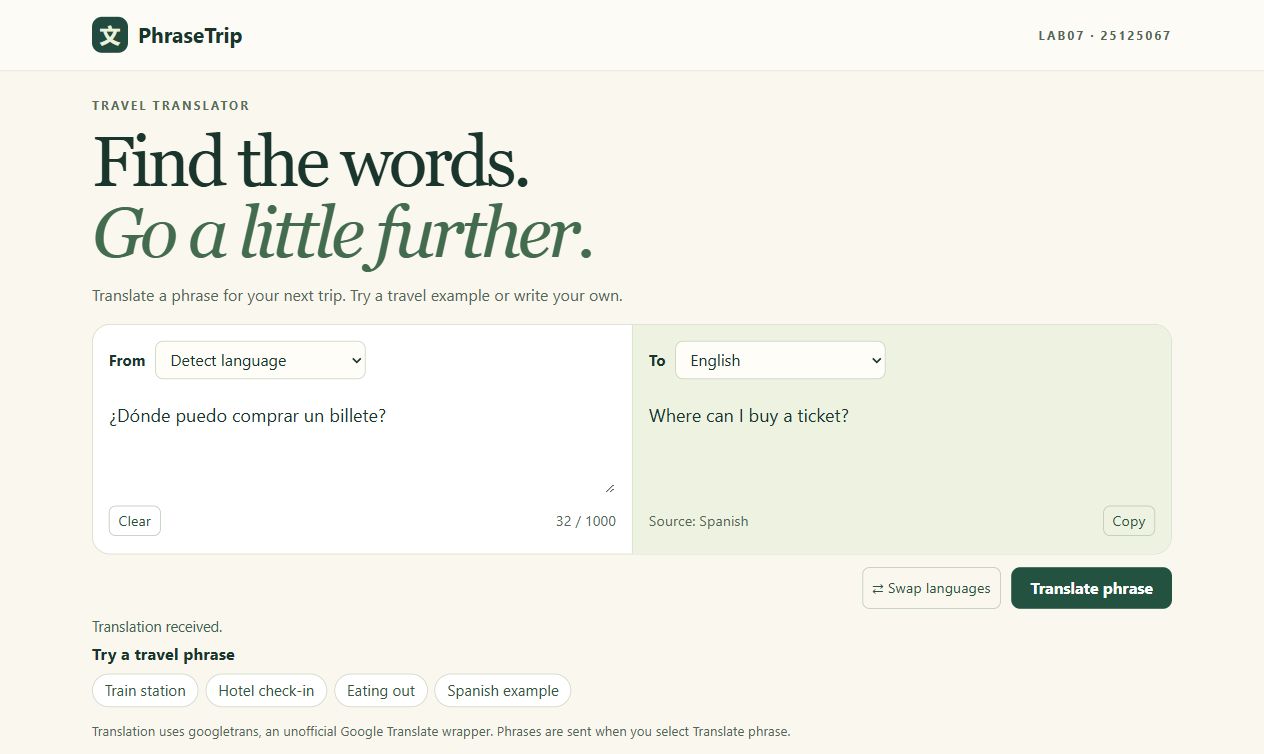 文 PhraseTrip
LAB07 · 25125067
TRAVEL TRANSLATOR
Find the words.
Go a little further.
Translate a phrase for your next trip. Try a travel example or write your own.
From Detect language
¿Dónde puedo comprar un billete?
Clear
32 / 1000
To English
Where can I buy a ticket?
Source: Spanish
Copy
⇄ Swap languages
Translate phrase
Translation received.
Try a travel phrase
Train station Hotel check-in Eating out Spanish example
Translation uses googletrans, an unofficial Google Translate wrapper. Phrases are sent when you select Translate phrase.